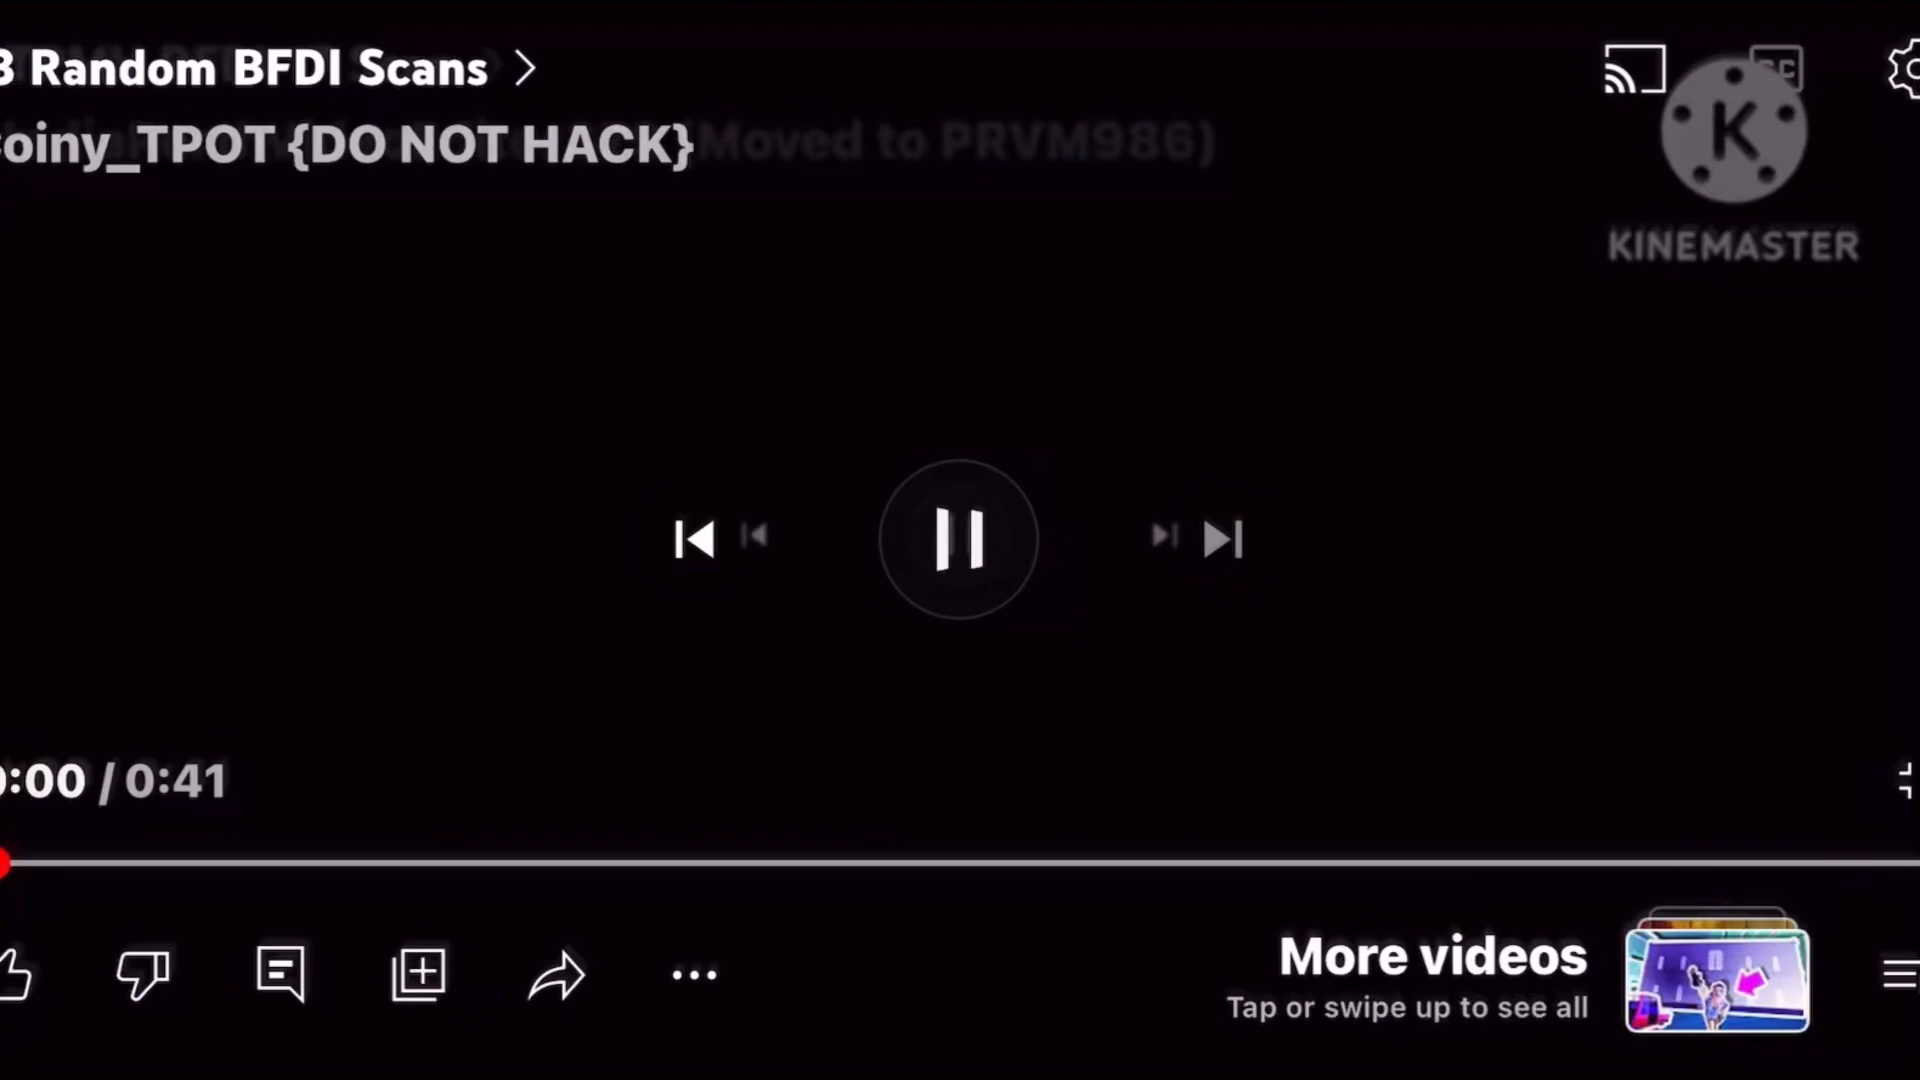 3 Random BFDI Scans
oiny_TPOT {DO NOT HACK} (Moved to PRVM986)
CC
K
KINEMASTER
0:00 / 0:41
More videos
Tap or swipe up to see all